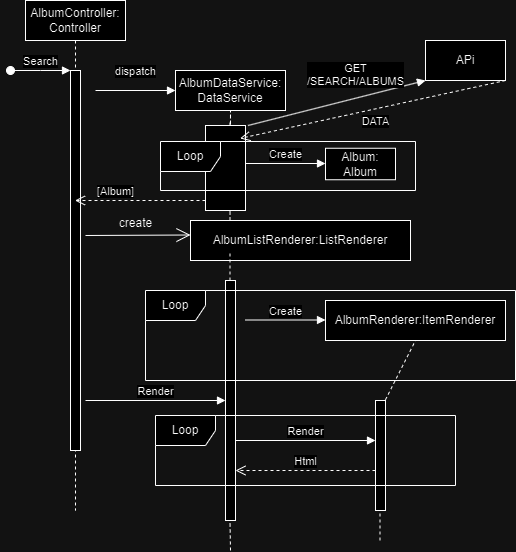 AlbumController:
Controller
Search
dispatch
AlbumDataService:
DataService
GET
/SEARCH/ALBUMS
APi
DATA
Loop
Create
Album:
Album
[Album]
create
AlbumListRenderer:ListRenderer
Loop
Create
AlbumRenderer:ItemRenderer
Render
Loop
Render
Html